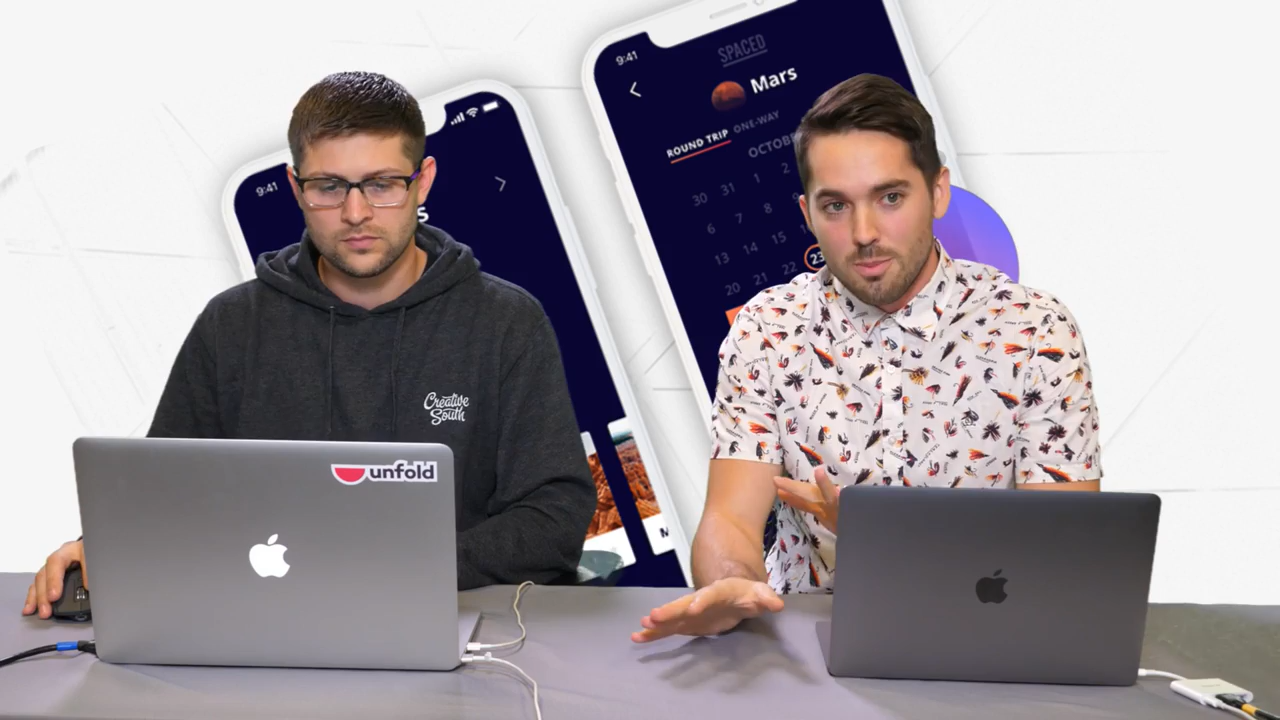 9:41
SPACED
Mars
ROUND TRIP ONE-WAY
30 31 1 2
6 7 8 9
13 14 15
20 21 22 23
9:41
Creative
South
unfold